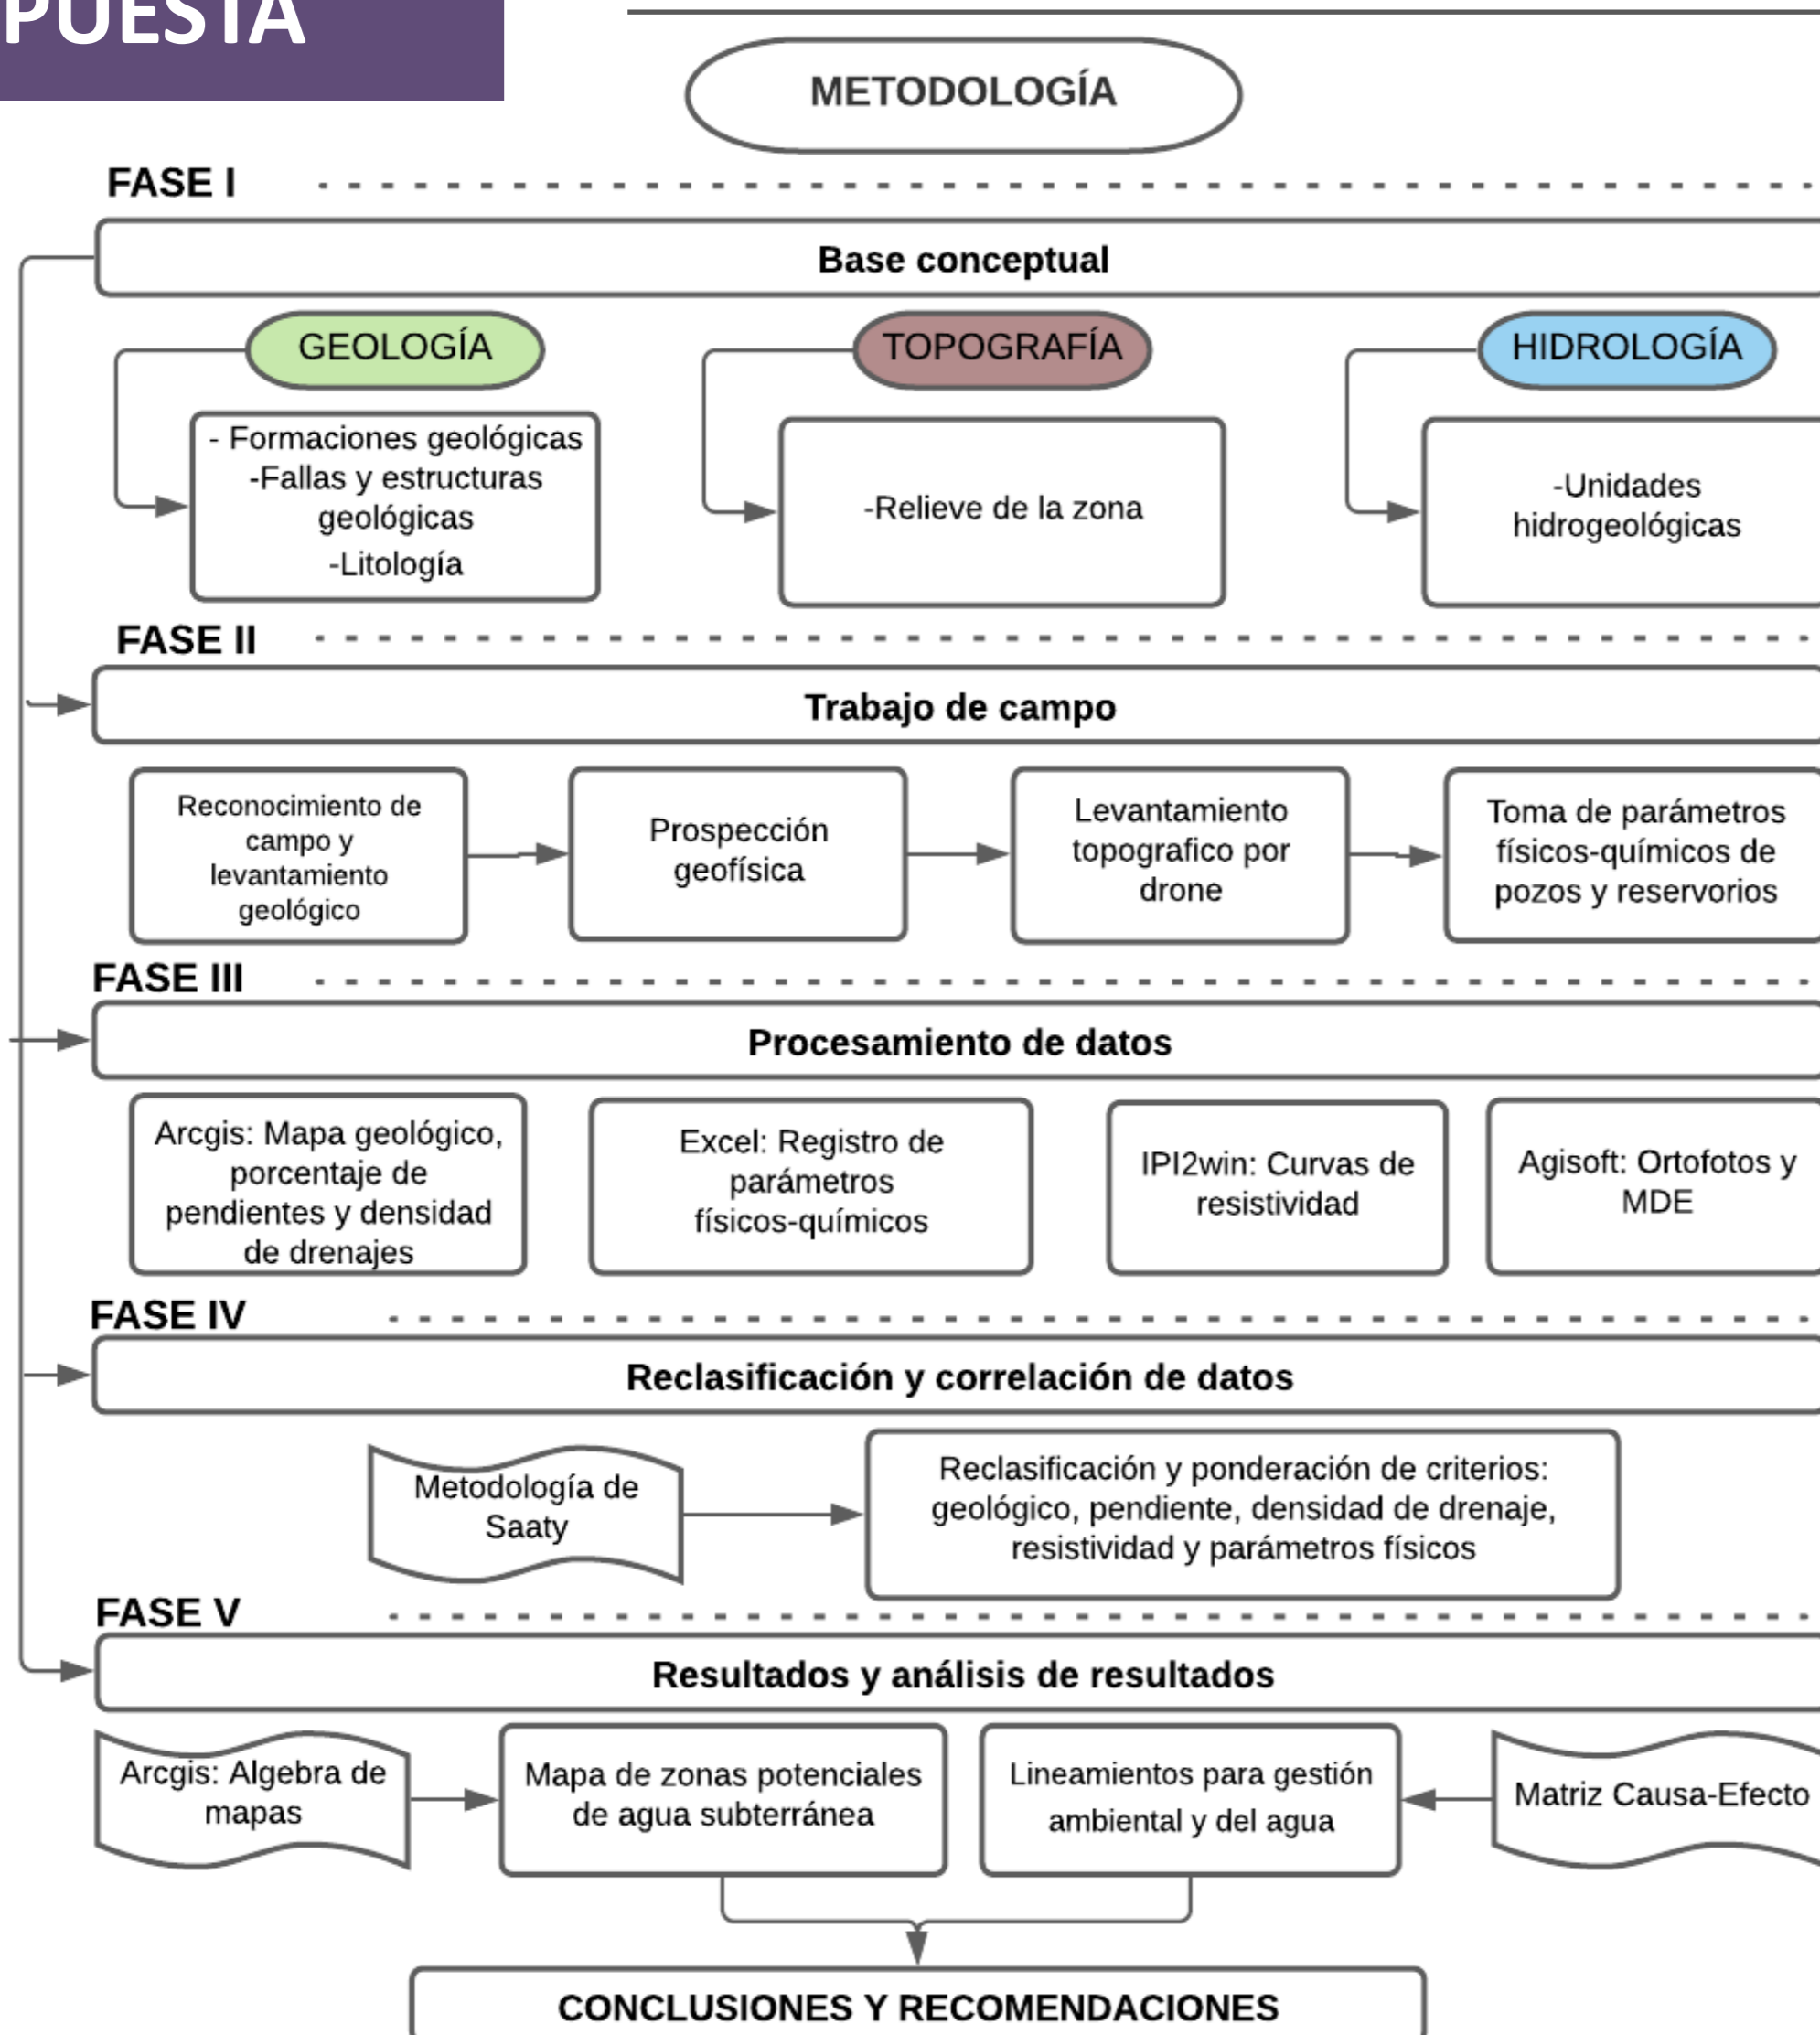 PUESTA
METODOLOGÍA
FASE I
Base conceptual
GEOLOGÍA
- Formaciones geológicas
-Fallas y estructuras
geológicas
-Litología
TOPOGRAFÍA
-Relieve de la zona
HIDROLOGÍA
-Unidades
hidrogeológicas
FASE II
Trabajo de campo
Reconocimiento de
campo y
levantamiento
geológico
Prospección
geofísica
Levantamiento
topografico por
drone
Toma de parámetros
físicos-químicos de
pozos y reservorios
FASE III
Procesamiento de datos
Arcgis: Mapa geológico,
porcentaje de
pendientes y densidad
de drenajes
Excel: Registro de
parámetros
físicos-químicos
IPI2win: Curvas de
resistividad
Agisoft: Ortofotos y
MDE
FASE IV
Reclasificación y correlación de datos
Metodología de
Saaty
Reclasificación y ponderación de criterios:
geológico, pendiente, densidad de drenaje,
resistividad y parámetros físicos
FASE V
Resultados y análisis de resultados
Arcgis: Algebra de
mapas
Mapa de zonas potenciales
de agua subterránea
Lineamientos para gestión
ambiental y del agua
Matriz Causa-Efecto
CONCLUSIONES Y RECOMENDACIONES